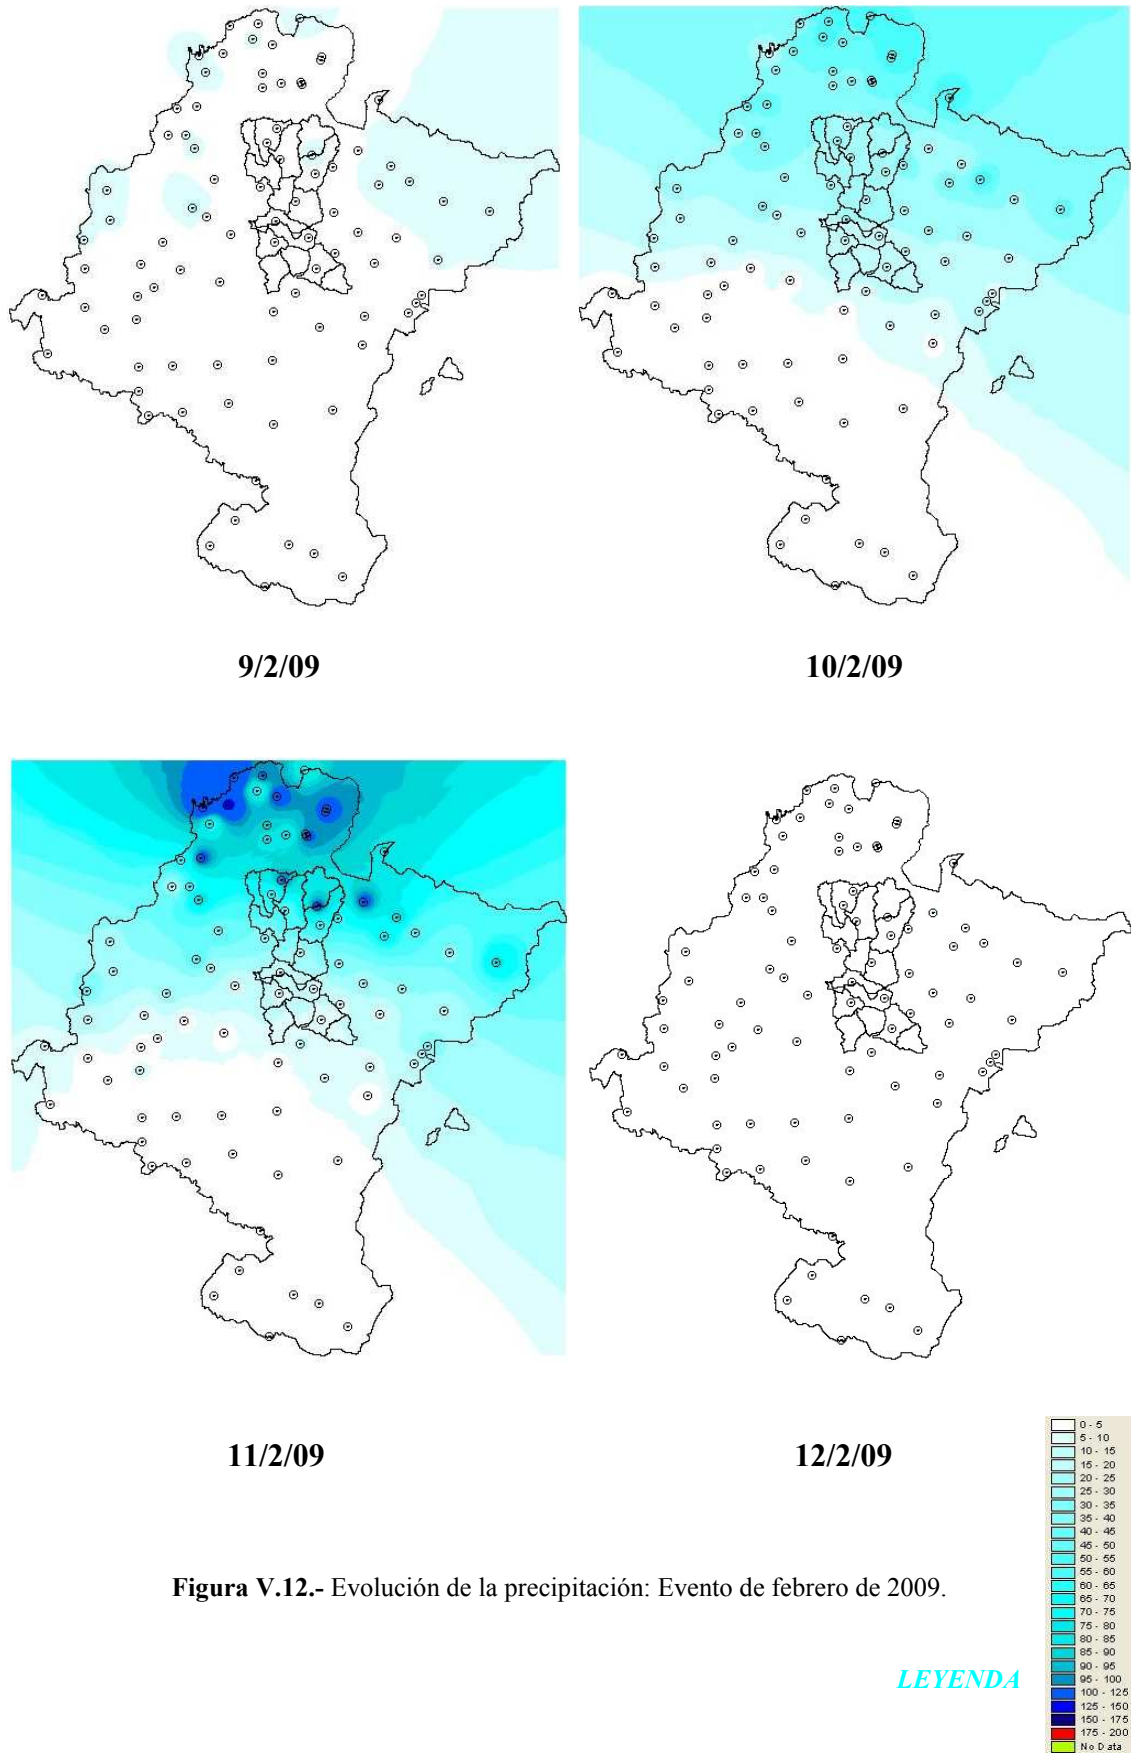 9/2/09
10/2/09
11/2/09
12/2/09
0 - 5
5 - 10
10 - 15
15 - 20
20 - 25
25 - 30
30 - 35
35 - 40
40 - 45
45 - 50
50 - 55
55 - 60
60 - 65
65 - 70
70 - 75
75 - 80
80 - 85
85 - 90
90 - 95
95 - 100
100 - 125
125 - 150
150 - 175
175 - 200
No Data
Figura V.12.- Evolución de la precipitación: Evento de febrero de 2009.
LEYENDA